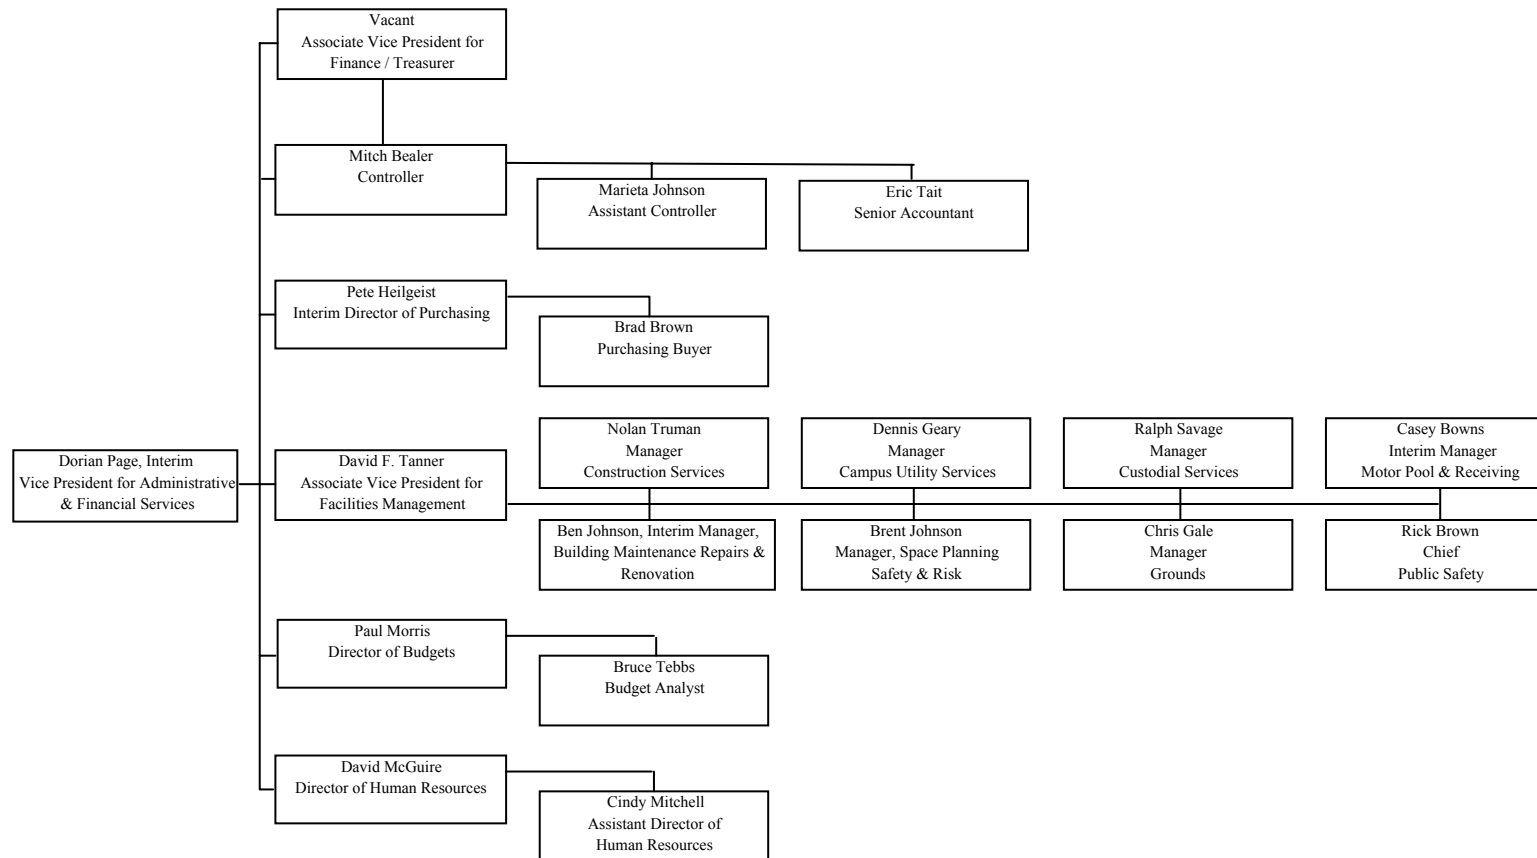 Vacant
Associate Vice President for
Finance / Treasurer
Mitch Bealer
Controller
Marieta Johnson
Assistant Controller
Eric Tait
Senior Accountant
Pete Heilgeist
Interim Director of Purchasing
Brad Brown
Purchasing Buyer
Dorian Page, Interim
Vice President for Administrative
& Financial Services
David F. Tanner
Associate Vice President for
Facilities Management
Nolan Truman
Manager
Construction Services
Dennis Geary
Manager
Campus Utility Services
Ralph Savage
Manager
Custodial Services
Casey Bowns
Interim Manager
Motor Pool & Receiving
Ben Johnson, Interim Manager,
Building Maintenance Repairs &
Renovation
Brent Johnson
Manager, Space Planning
Safety & Risk
Chris Gale
Manager
Grounds
Rick Brown
Chief
Public Safety
Paul Morris
Director of Budgets
Bruce Tebbs
Budget Analyst
David McGuire
Director of Human Resources
Cindy Mitchell
Assistant Director of
Human Resources